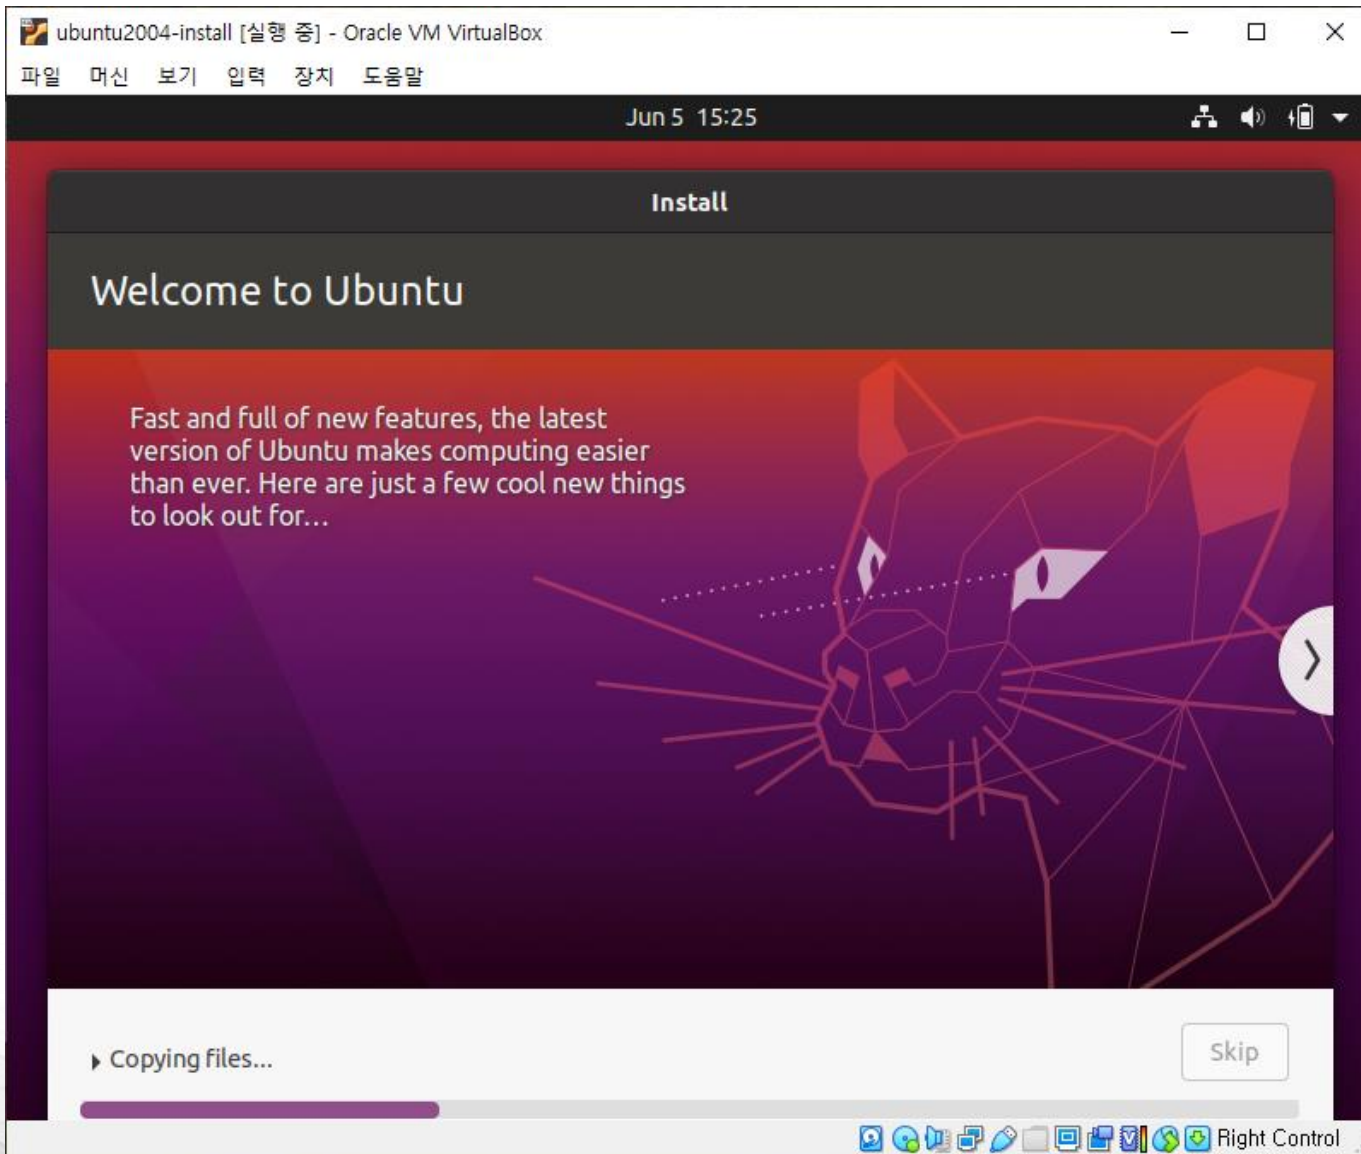 ubuntu2004-install [실행 중] - Oracle VM VirtualBox
파일 머신 보기 입력 장치 도움말
Jun 5 15:25
Install
Welcome to Ubuntu
Fast and full of new features, the latest
version of Ubuntu makes computing easier
than ever. Here are just a few cool new things
to look out for...
Copying files...
Skip
Right Control